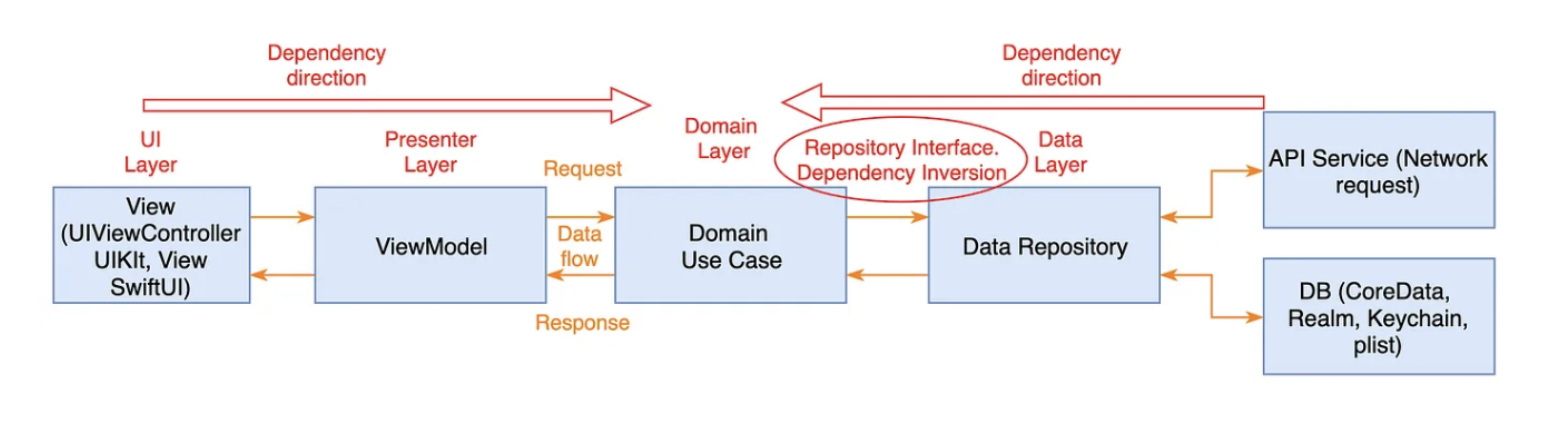 Dependency
direction
Dependency
direction
UI
Layer
Presenter
Layer
Domain
Layer
Repository Interface.
Dependency Inversion
Data
Layer
Request
Data
flow
Response
View
(UIViewController
UIKIt, View
SwiftUI)
ViewModel
Domain
Use Case
Data Repository
API Service (Network
request)
DB (CoreData,
Realm, Keychain,
plist)